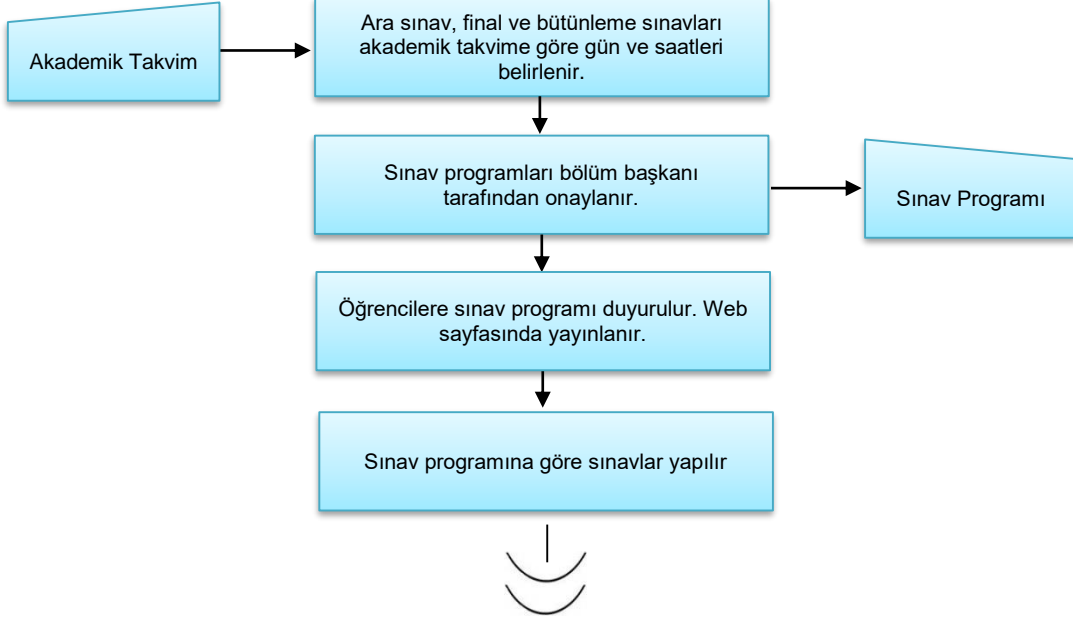 Akademik Takvim
Ara sınav, final ve bütünleme sınavları
akademik takvime göre gün ve saatleri
belirlenir.
Sınav programları bölüm başkanı
tarafından onaylanır.
Sınav Programı
Öğrencilere sınav programı duyurulur. Web
sayfasında yayınlanır.
Sınav programına göre sınavlar yapılır